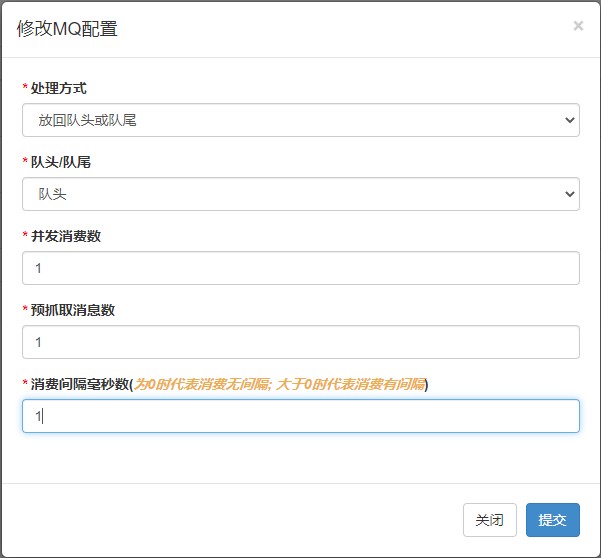 修改MQ配置 ×
* 处理方式
放回队头或队尾
* 队头/队尾
队头
* 并发消费数
1
* 预抓取消息数
1
* 消费间隔毫秒数(为0时代表消费无间隔; 大于0时代表消费有间隔)
1
关闭 提交